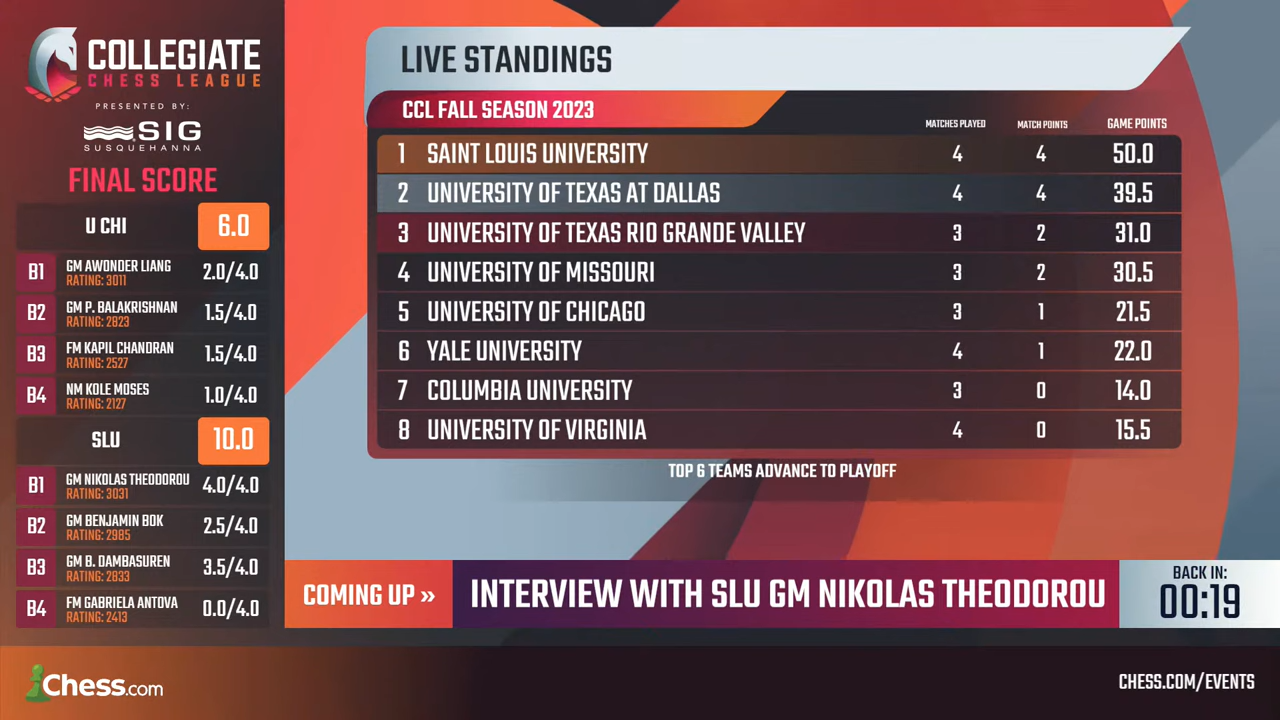 COLLEGIATE
CHESS LEAGUE
PRESENTED BY:
SIG
SUSQUEHANNA
FINAL SCORE
U CHI 6.0
B1 GM AWONDER LIANG 2.0/4.0
RATING: 3011
B2 GM P. BALAKRISHNAN 1.5/4.0
RATING: 2823
B3 FM KAPIL CHANDRAN 1.5/4.0
RATING: 2527
B4 NM KOLE MOSES 1.0/4.0
RATING: 2127
SLU 10.0
B1 GM NIKOLAS THEODOROU 4.0/4.0
RATING: 3031
B2 GM BENJAMIN BOK 2.5/4.0
RATING: 2985
B3 GM B. DAMBASUREN 3.5/4.0
RATING: 2833
B4 FM GABRIELA ANTOVA 0.0/4.0
RATING: 2413
LIVE STANDINGS
CCL FALL SEASON 2023
MATCHES PLAYED MATCH POINTS GAME POINTS
1 SAINT LOUIS UNIVERSITY 4 4 50.0
2 UNIVERSITY OF TEXAS AT DALLAS 4 4 39.5
3 UNIVERSITY OF TEXAS RIO GRANDE VALLEY 3 2 31.0
4 UNIVERSITY OF MISSOURI 3 2 30.5
5 UNIVERSITY OF CHICAGO 3 1 21.5
6 YALE UNIVERSITY 4 1 22.0
7 COLUMBIA UNIVERSITY 3 0 14.0
8 UNIVERSITY OF VIRGINIA 4 0 15.5
TOP 6 TEAMS ADVANCE TO PLAYOFF
COMING UP » INTERVIEW WITH SLU GM NIKOLAS THEODOROU
BACK IN:
00:19
Chess.com
CHESS.COM/EVENTS